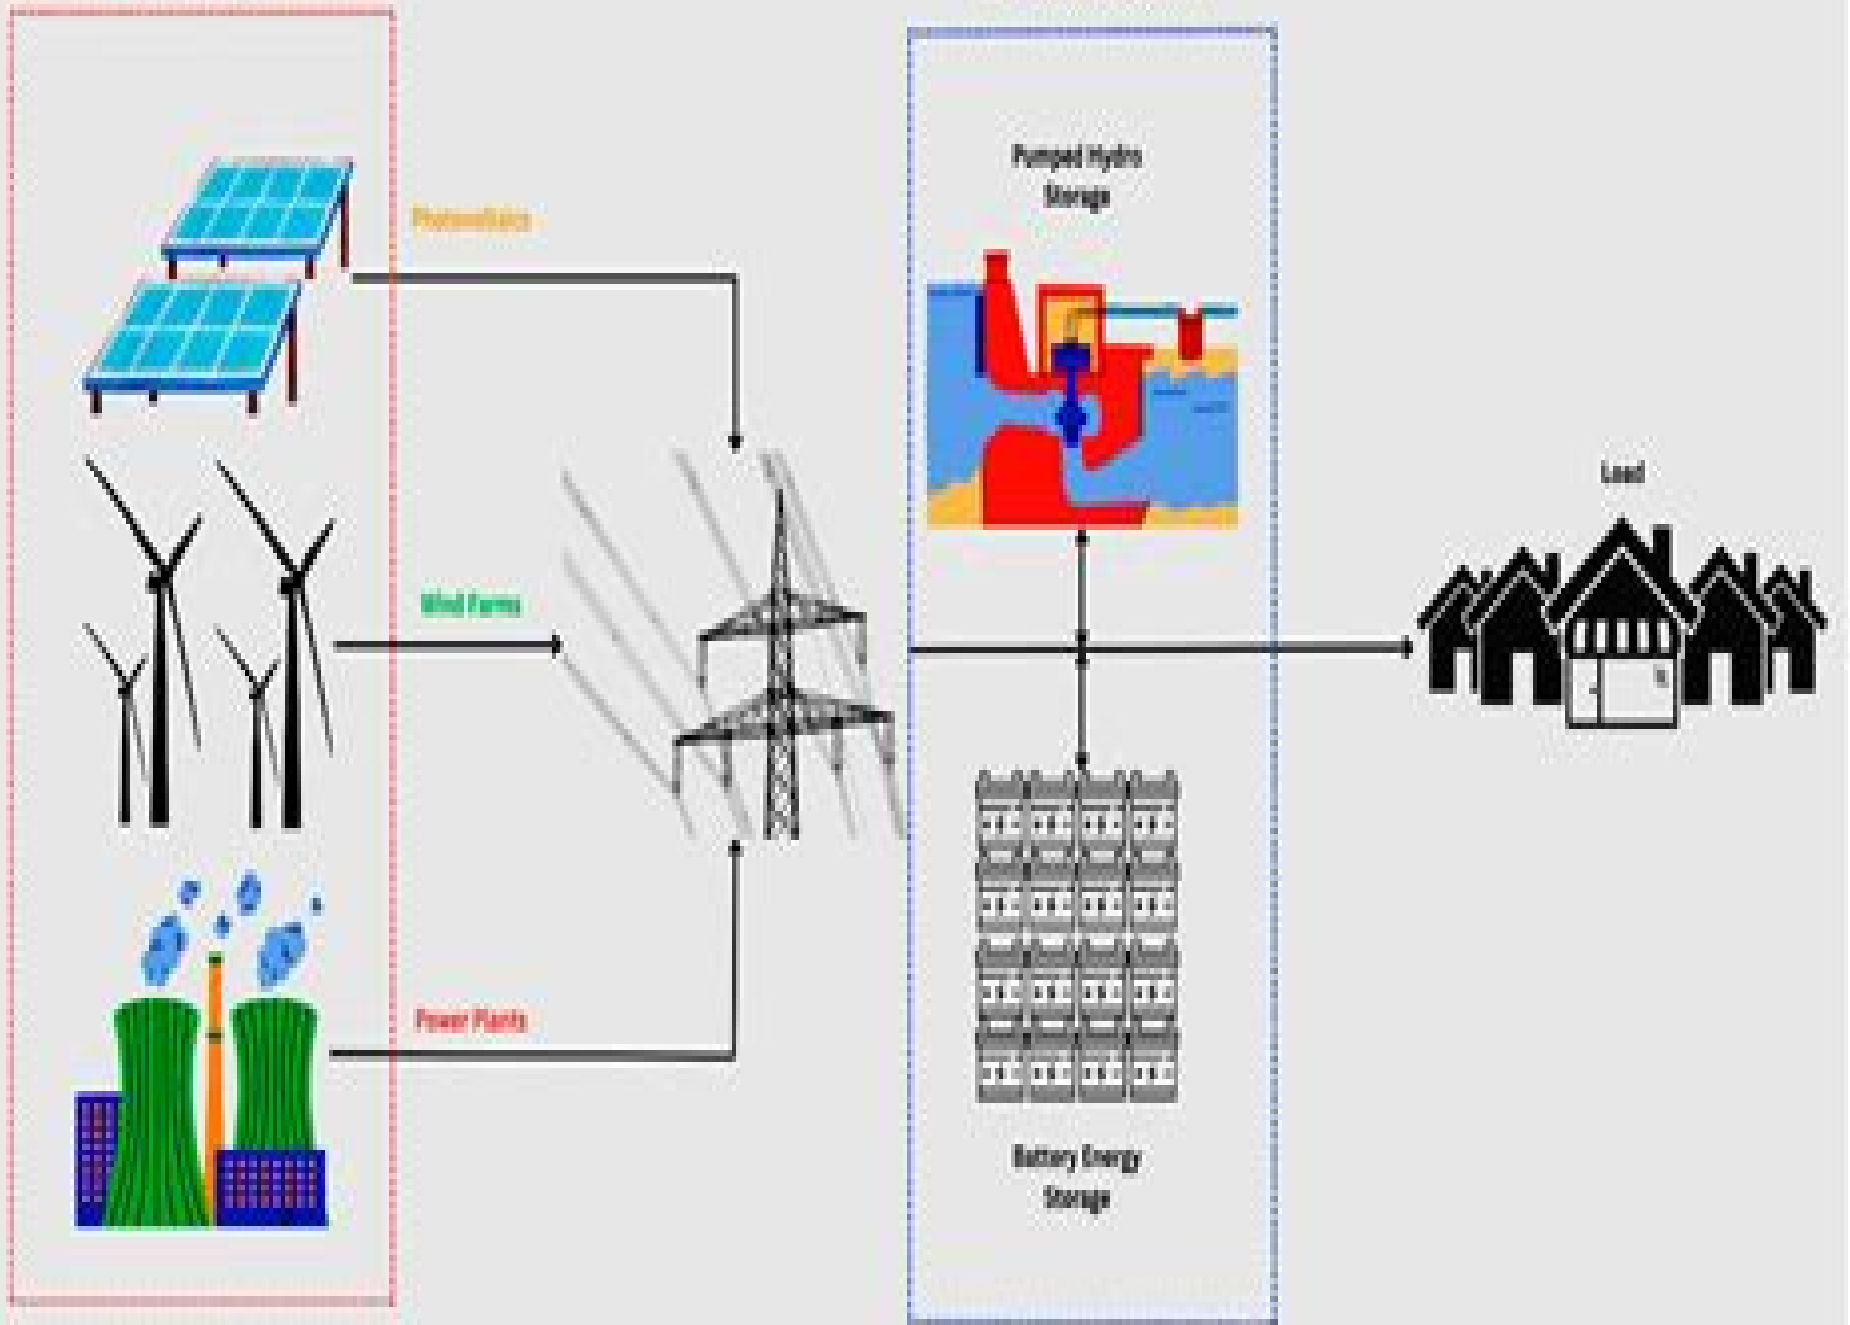 Photovoltaics
Wind Farms
Power Plants
Pumped Hydro
Storage
Battery Energy
Storage
Load